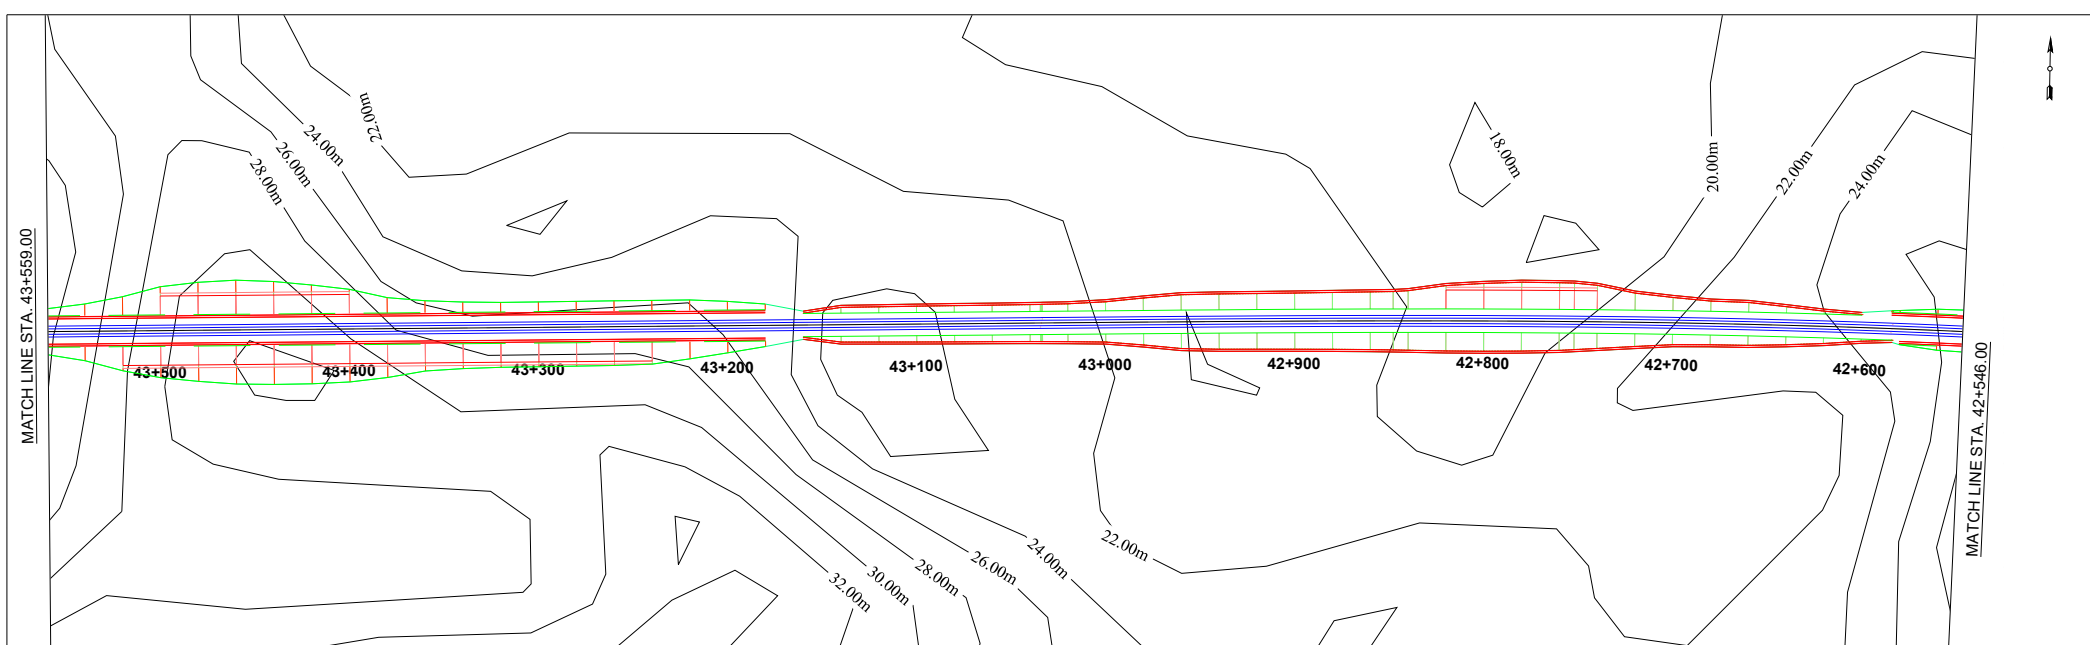 MATCH LINE STA. 43+559.00
22.00m
24.00m
26.00m
28.00m
18.00m
20.00m
22.00m
24.00m
43+500
43+400
43+300
43+200
43+100
43+000
42+900
42+800
42+700
42+600
MATCH LINE STA. 42+546.00
32.00m
30.00m
28.00m
26.00m
24.00m
22.00m